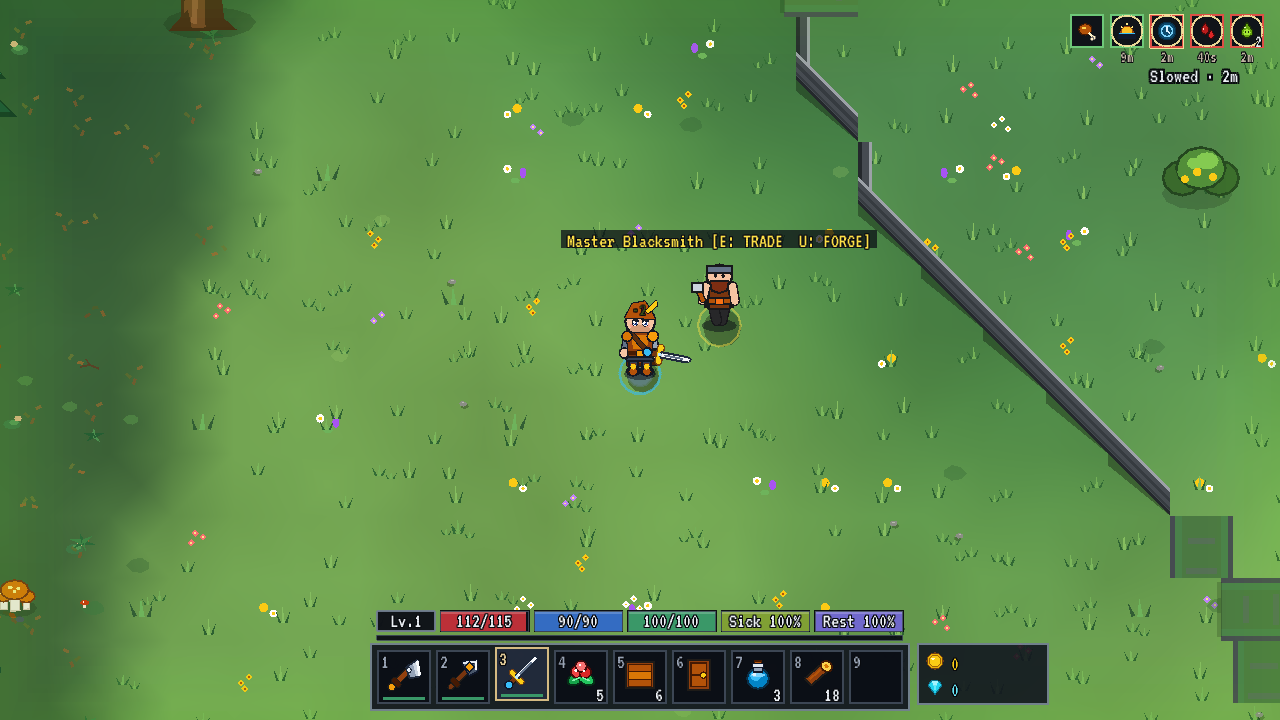 2
9m 2m 40s 2m
Slowed · 2m
Master Blacksmith [E: TRADE U: FORGE]
Lv.1 112/115 90/90 100/100 Sick 100% Rest 100%
1 2 3 4 5 6 7 8 9
5 6 3 18
0
0